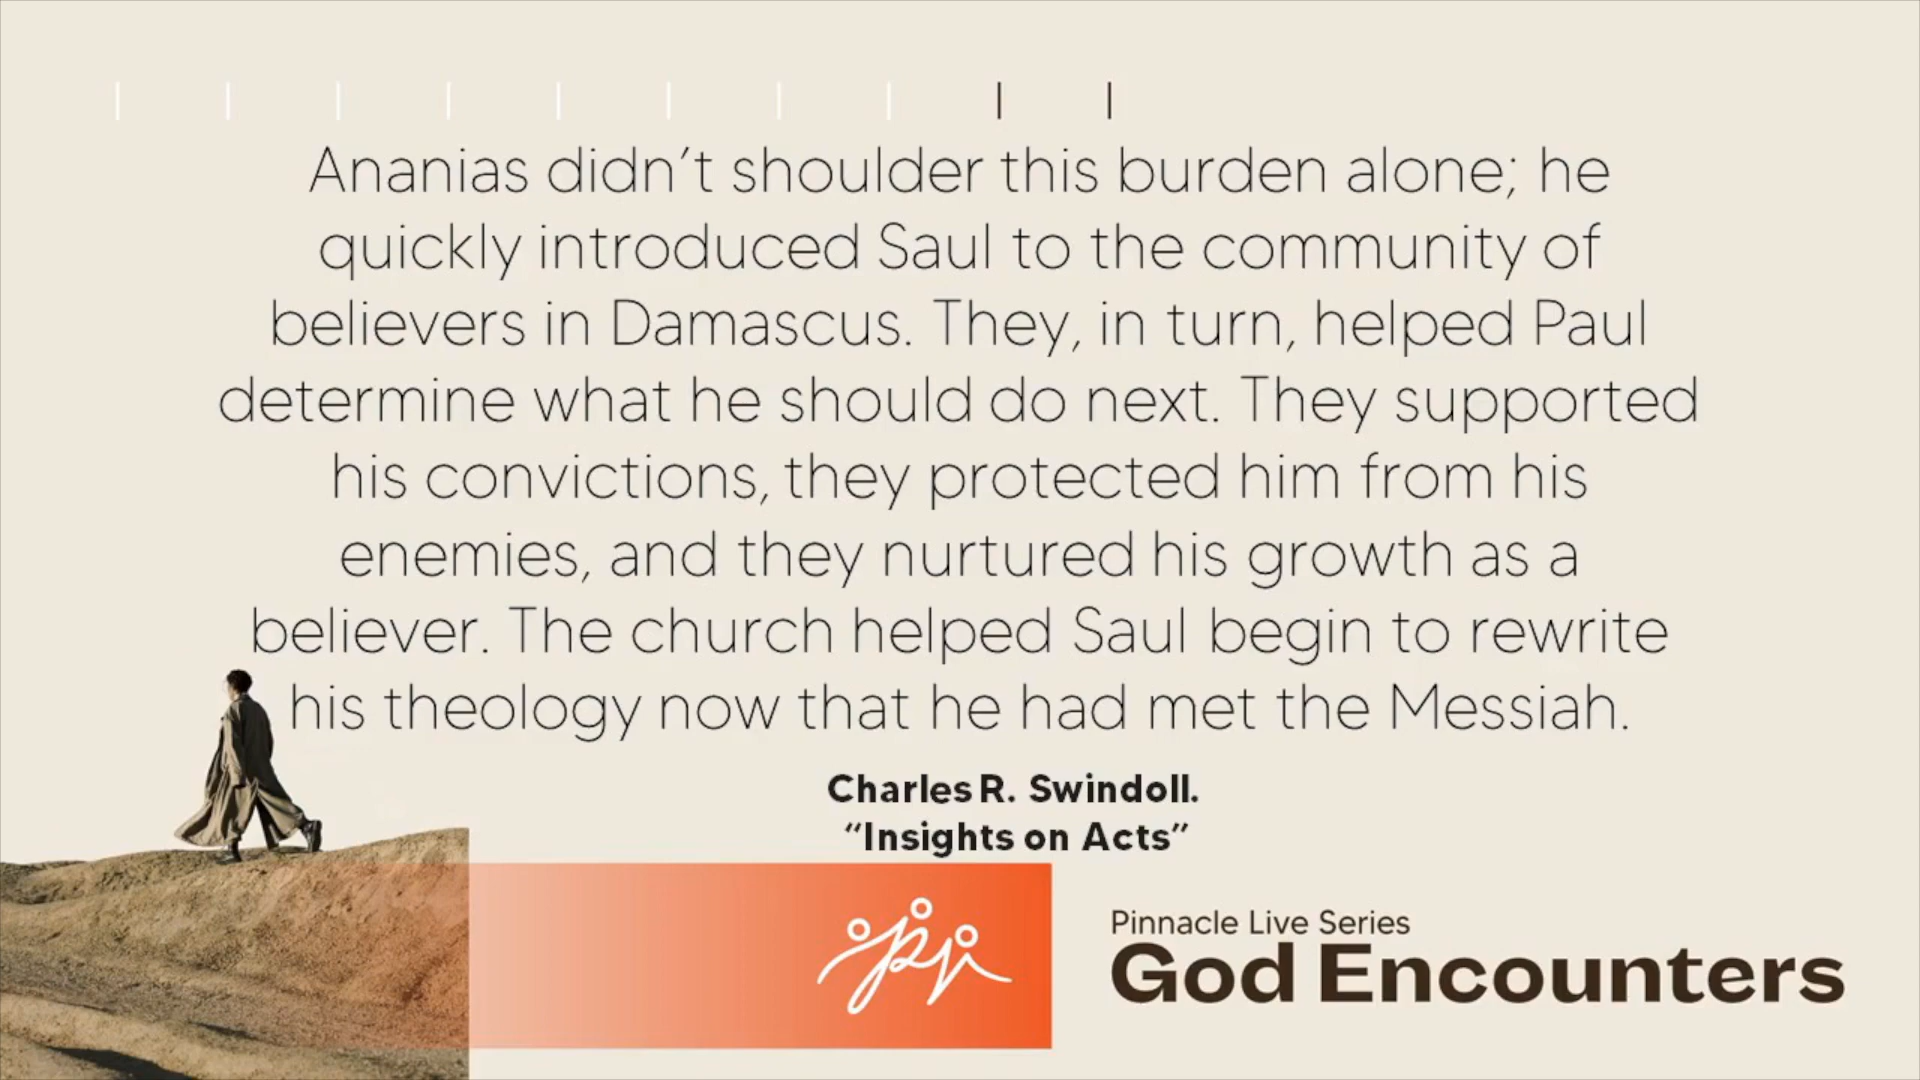 Ananias didn’t shoulder this burden alone; he
quickly introduced Saul to the community of
believers in Damascus. They, in turn, helped Paul
determine what he should do next. They supported
his convictions, they protected him from his
enemies, and they nurtured his growth as a
believer. The church helped Saul begin to rewrite
his theology now that he had met the Messiah.
Charles R. Swindoll.
“Insights on Acts”
Pinnacle Live Series
God Encounters